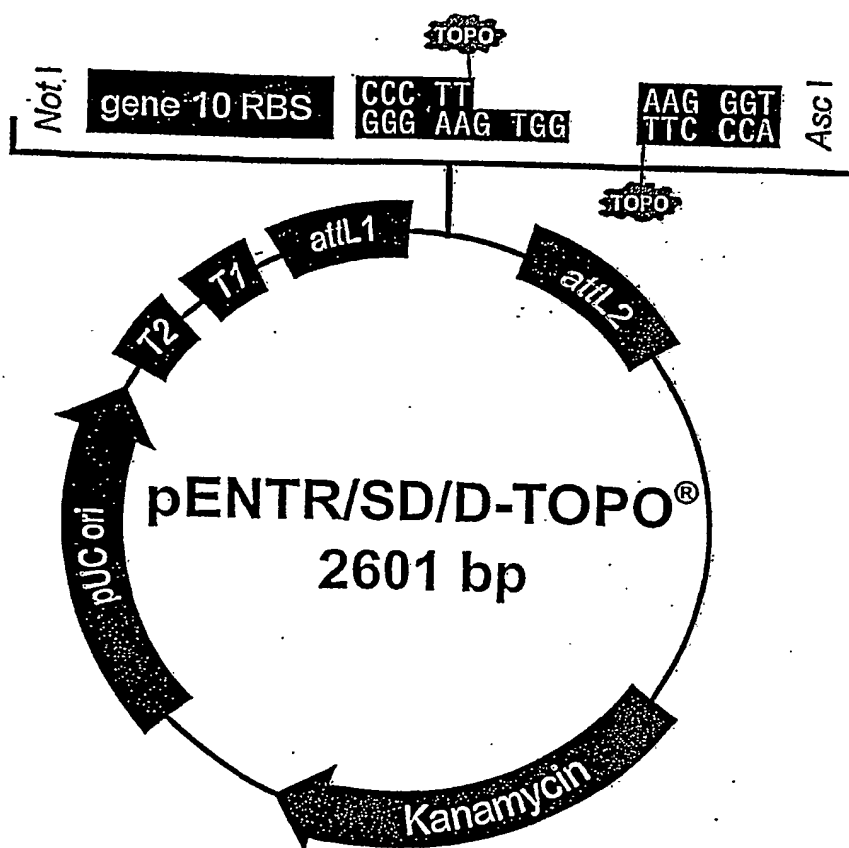 TOPO
Not I
gene 10 RBS
CCC TT
GGG AAG TGG
AAG GGT
TTC CCA
Asc I
TOPO
attL1
T1
T2
attL2
pUC ori
pENTR/SD/D-TOPO®
2601 bp
Kanamycin